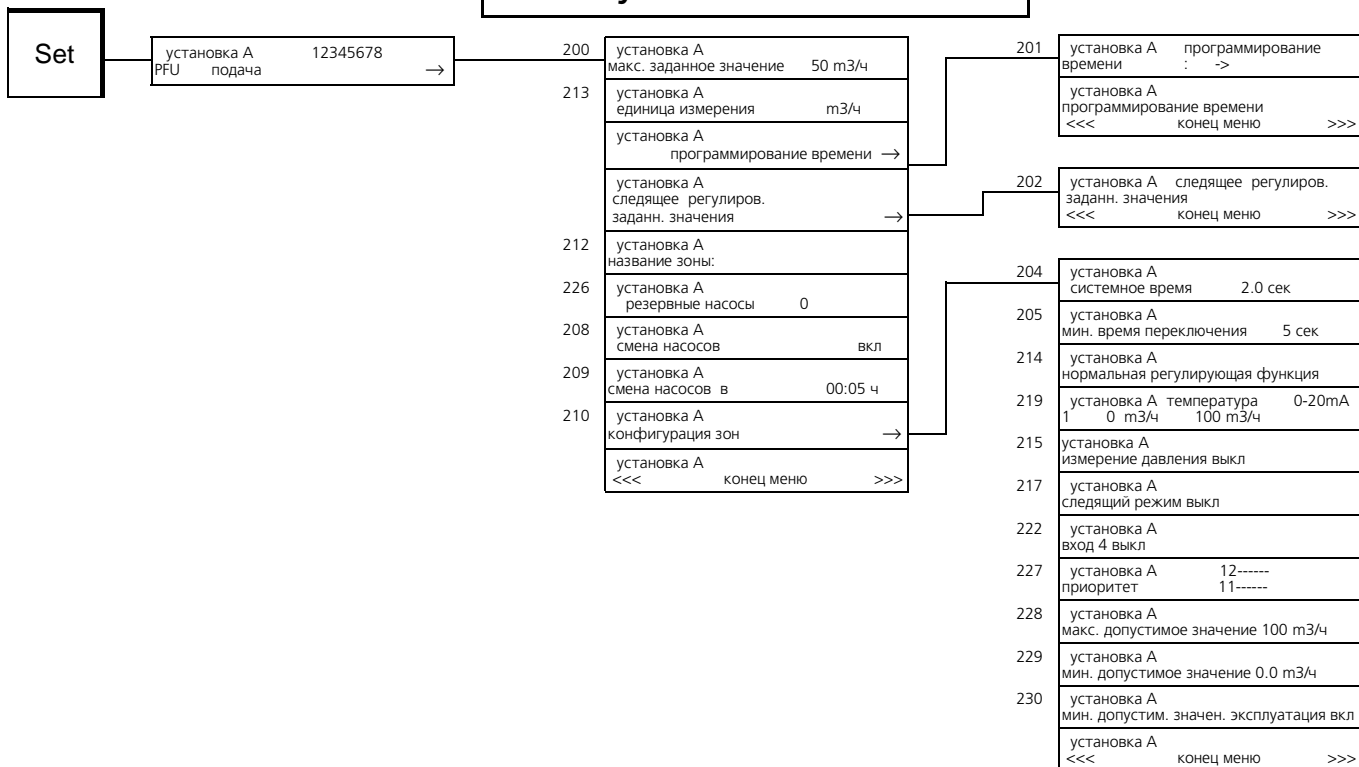 Set
установка A 12345678
PFU подача →
200 установка A
макс. заданное значение 50 m3/ч
213 установка A
единица измерения m3/ч
установка A
программирование времени →
установка A
следящее регулиров.
заданн. значения →
212 установка A
название зоны:
226 установка A
резервные насосы 0
208 установка A
смена насосов вкл
209 установка A
смена насосов в 00:05 ч
210 установка A
конфигурация зон →
установка A
<<< конец меню >>>
201 установка A программирование
времени : ->
установка A
программирование времени
<<< конец меню >>>
202 установка A следящее регулиров.
заданн. значения
<<< конец меню >>>
204 установка A
системное время 2.0 сек
205 установка A
мин. время переключения 5 сек
214 установка A
нормальная регулирующая функция
219 установка A температура 0-20mA
1 0 m3/ч 100 m3/ч
215 установка A
измерение давления выкл
217 установка A
следящий режим выкл
222 установка A
вход 4 выкл
227 установка A 12------
приоритет 11------
228 установка A
макс. допустимое значение 100 m3/ч
229 установка A
мин. допустимое значение 0.0 m3/ч
230 установка A
мин. допустим. значен. эксплуатация вкл
установка A
<<< конец меню >>>